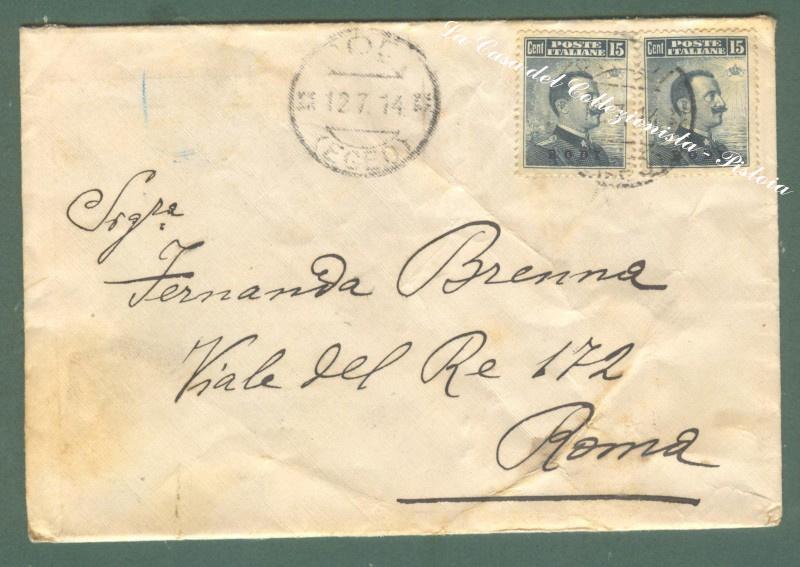 Cent POSTE ITALIANE 15
RODI
Cent POSTE ITALIANE 15
RODI
RODI
12.7.14
(EGEO)
La Casa del Collezionista - Pistoia
Sig.ra
Fernanda Brenna
Viale del Re 172
Roma